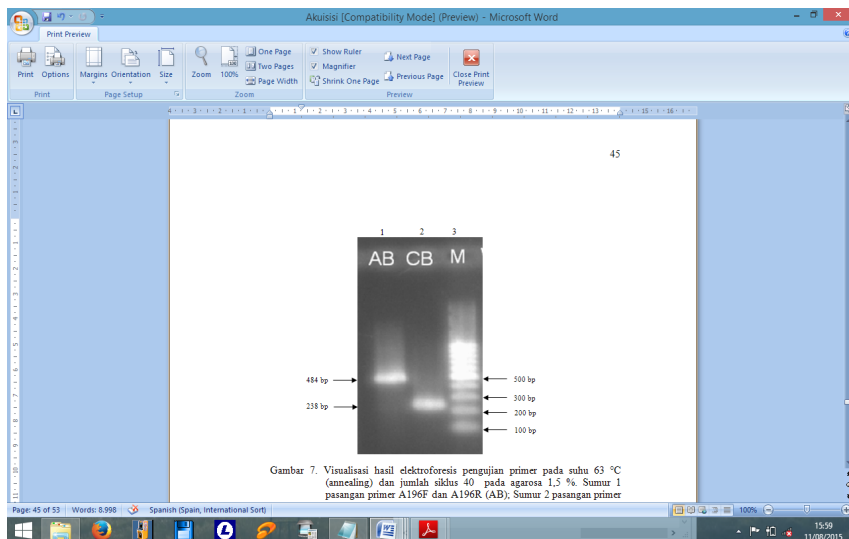 Akuisisi [Compatibility Mode] (Preview) - Microsoft Word
Print Preview
Print Options Margins Orientation Size Zoom 100% One Page Two Pages Page Width Show Ruler Magnifier Shrink One Page Next Page Previous Page Close Print Preview
Print Page Setup Zoom Preview
45
1 2 3
AB CB M
484 bp 500 bp
300 bp
238 bp 200 bp
100 bp
Gambar 7. Visualisasi hasil elektroforesis pengujian primer pada suhu 63 °C
(annealing) dan jumlah siklus 40 pada agarosa 1,5 %. Sumur 1
pasangan primer A196F dan A196R (AB); Sumur 2 pasangan primer
Page: 45 of 53 Words: 8.998 Spanish (Spain, International Sort) 100%
15:59
11/08/2015